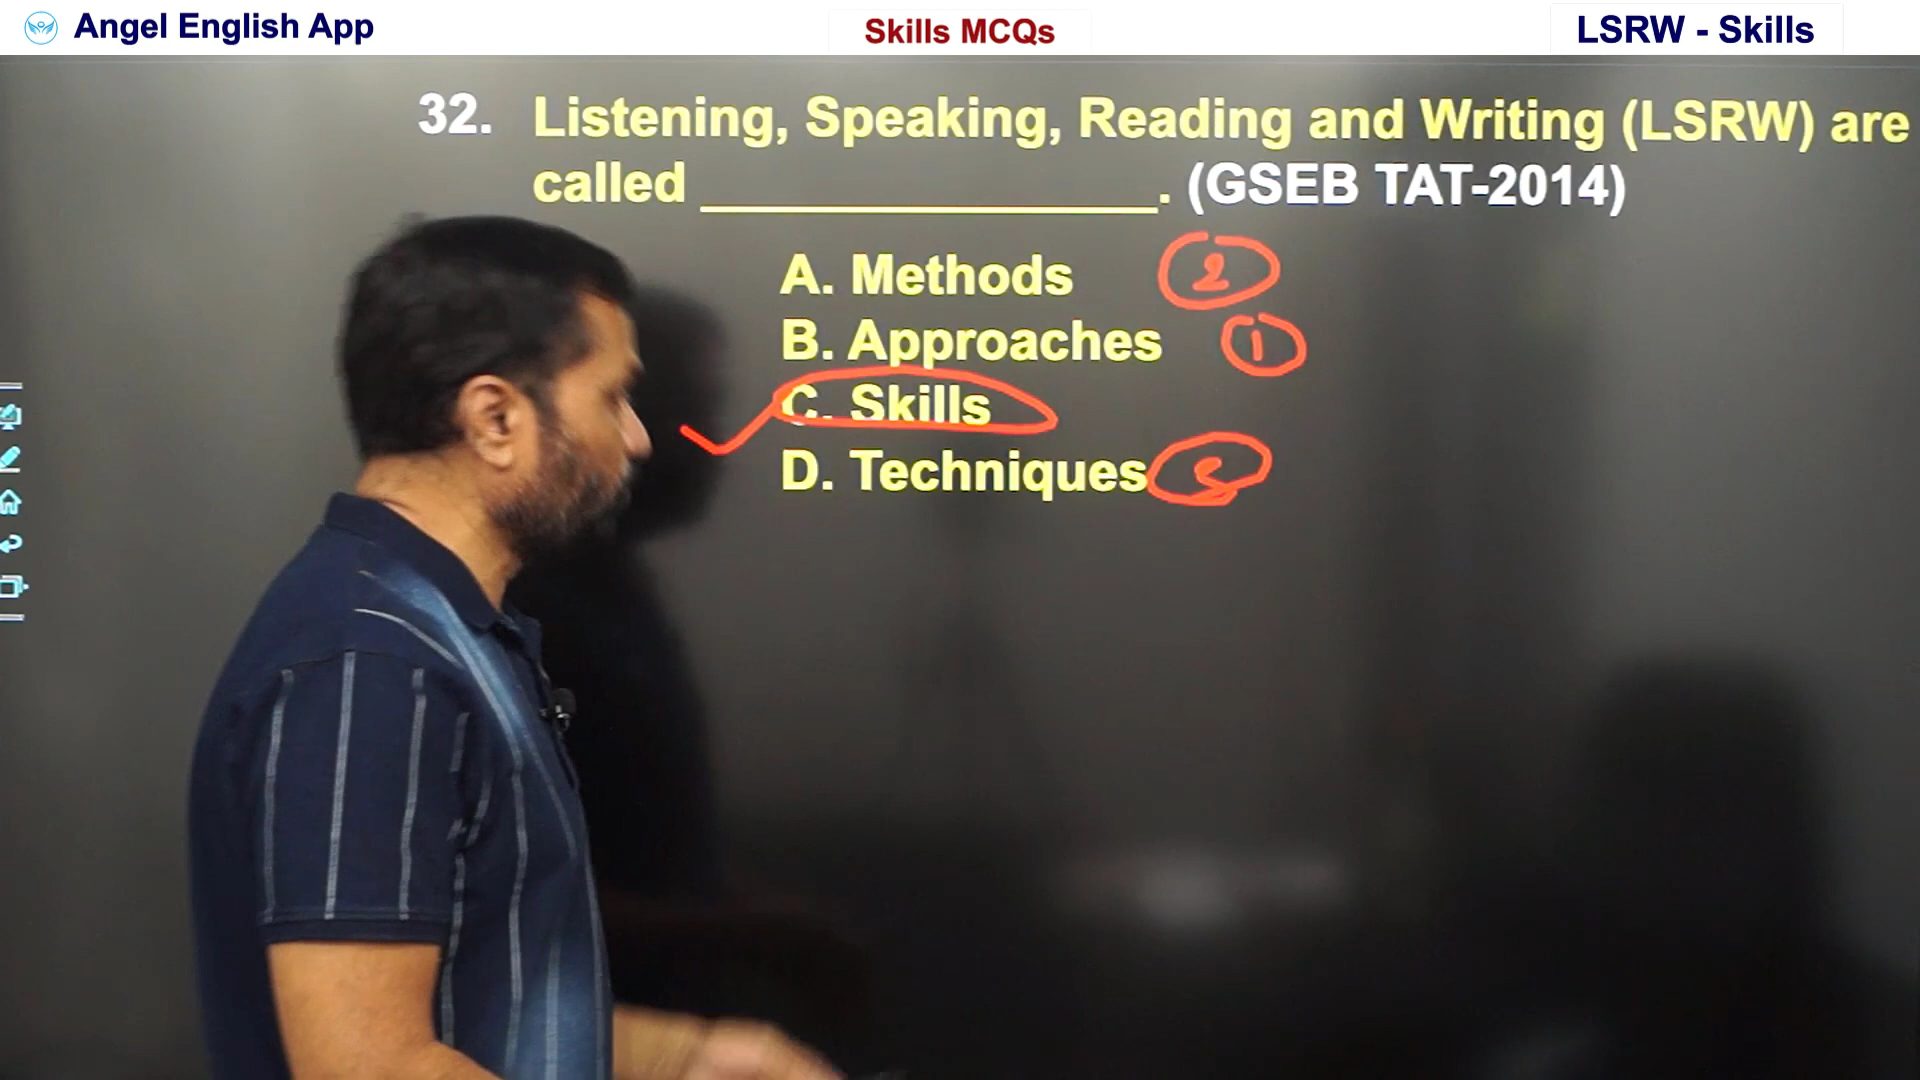 Angel English App
Skills MCQs
LSRW - Skills
32. Listening, Speaking, Reading and Writing (LSRW) are
called ________________. (GSEB TAT-2014)
A. Methods 2
B. Approaches 1
C. Skills
D. Techniques 3